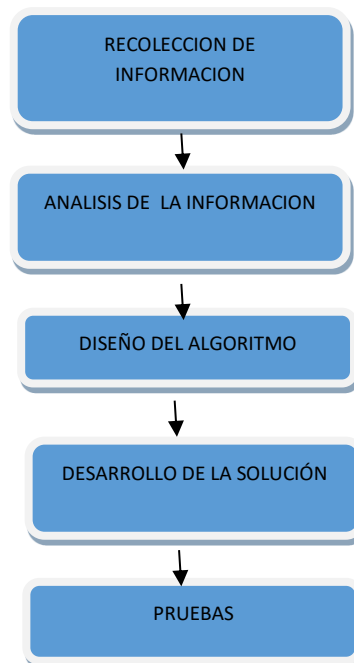 RECOLECCION DE
INFORMACION
ANALISIS DE LA INFORMACION
DISEÑO DEL ALGORITMO
DESARROLLO DE LA SOLUCIÓN
PRUEBAS